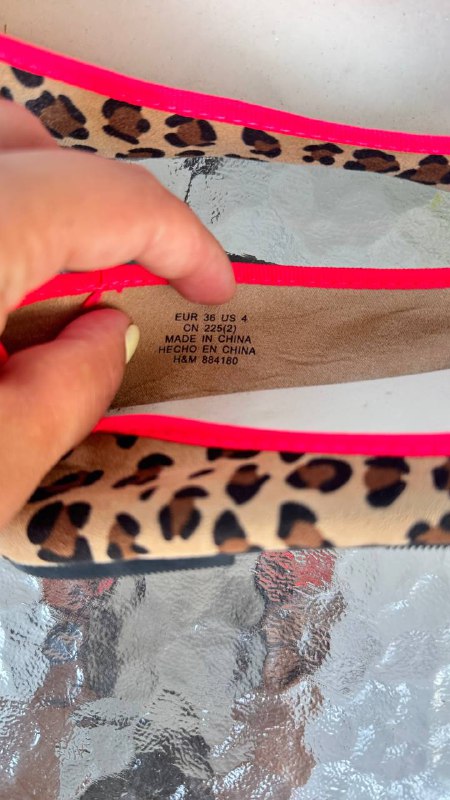 EUR 36 US 4
CN 225(2)
MADE IN CHINA
HECHO EN CHINA
H&M 884180